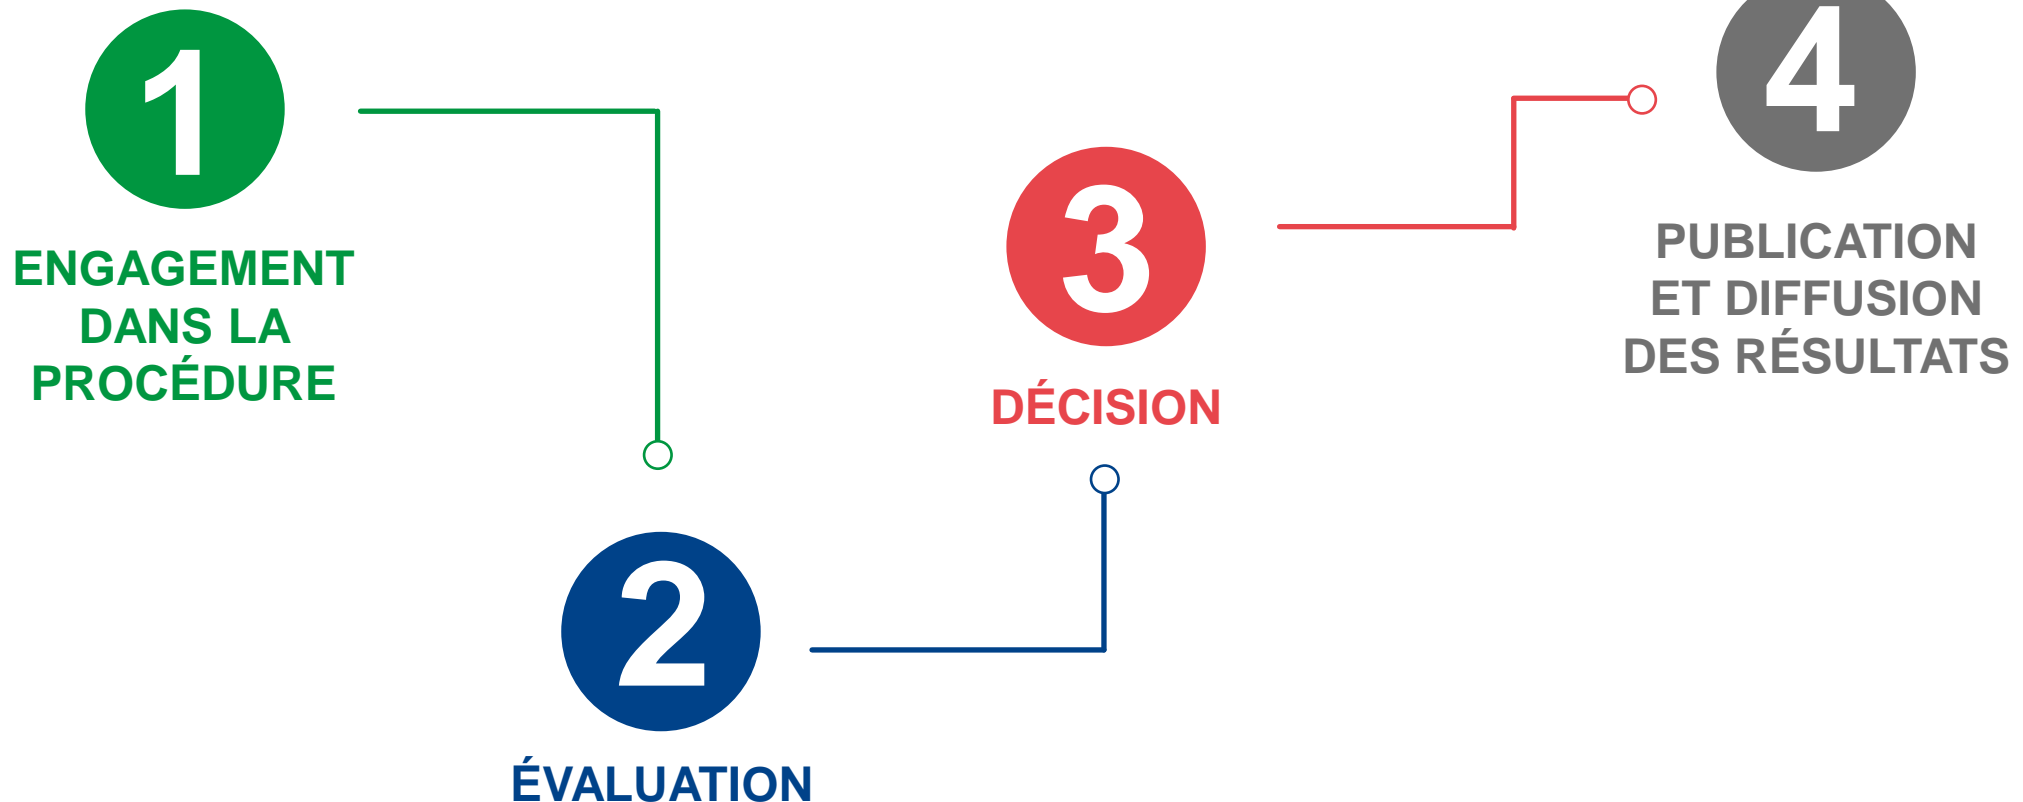 1
ENGAGEMENT
DANS LA
PROCÉDURE
2
ÉVALUATION
3
DÉCISION
4
PUBLICATION
ET DIFFUSION
DES RÉSULTATS